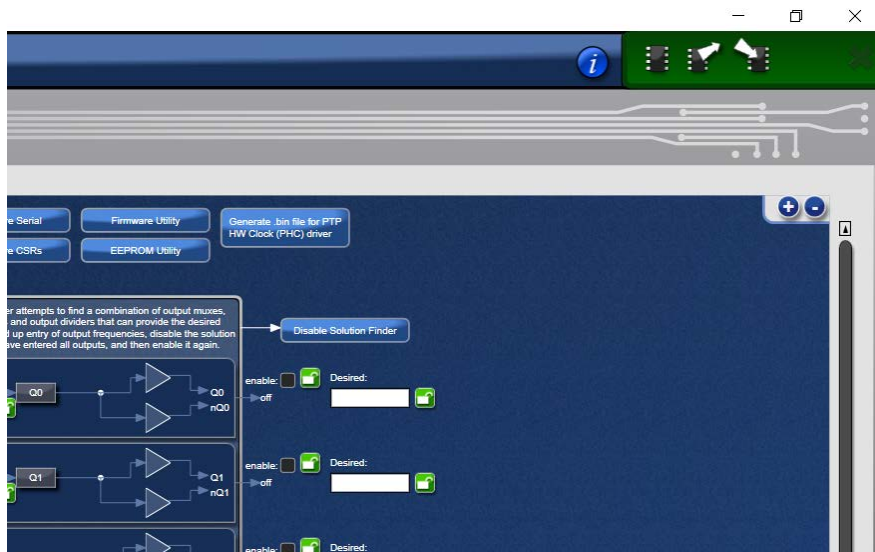 i
e Serial
Firmware Utility
Generate .bin file for PTP
HW Clock (PHC) driver
e CSRs
EEPROM Utility
+ -
er attempts to find a combination of output muxes,
and output dividers that can provide the desired
d up entry of output frequencies, disable the solution
ave entered all outputs, and then enable it again.
Disable Solution Finder
Q0
Q0
nQ0
enable:
off
Desired:
Q1
Q1
nQ1
enable:
off
Desired:
enable:
Desired: